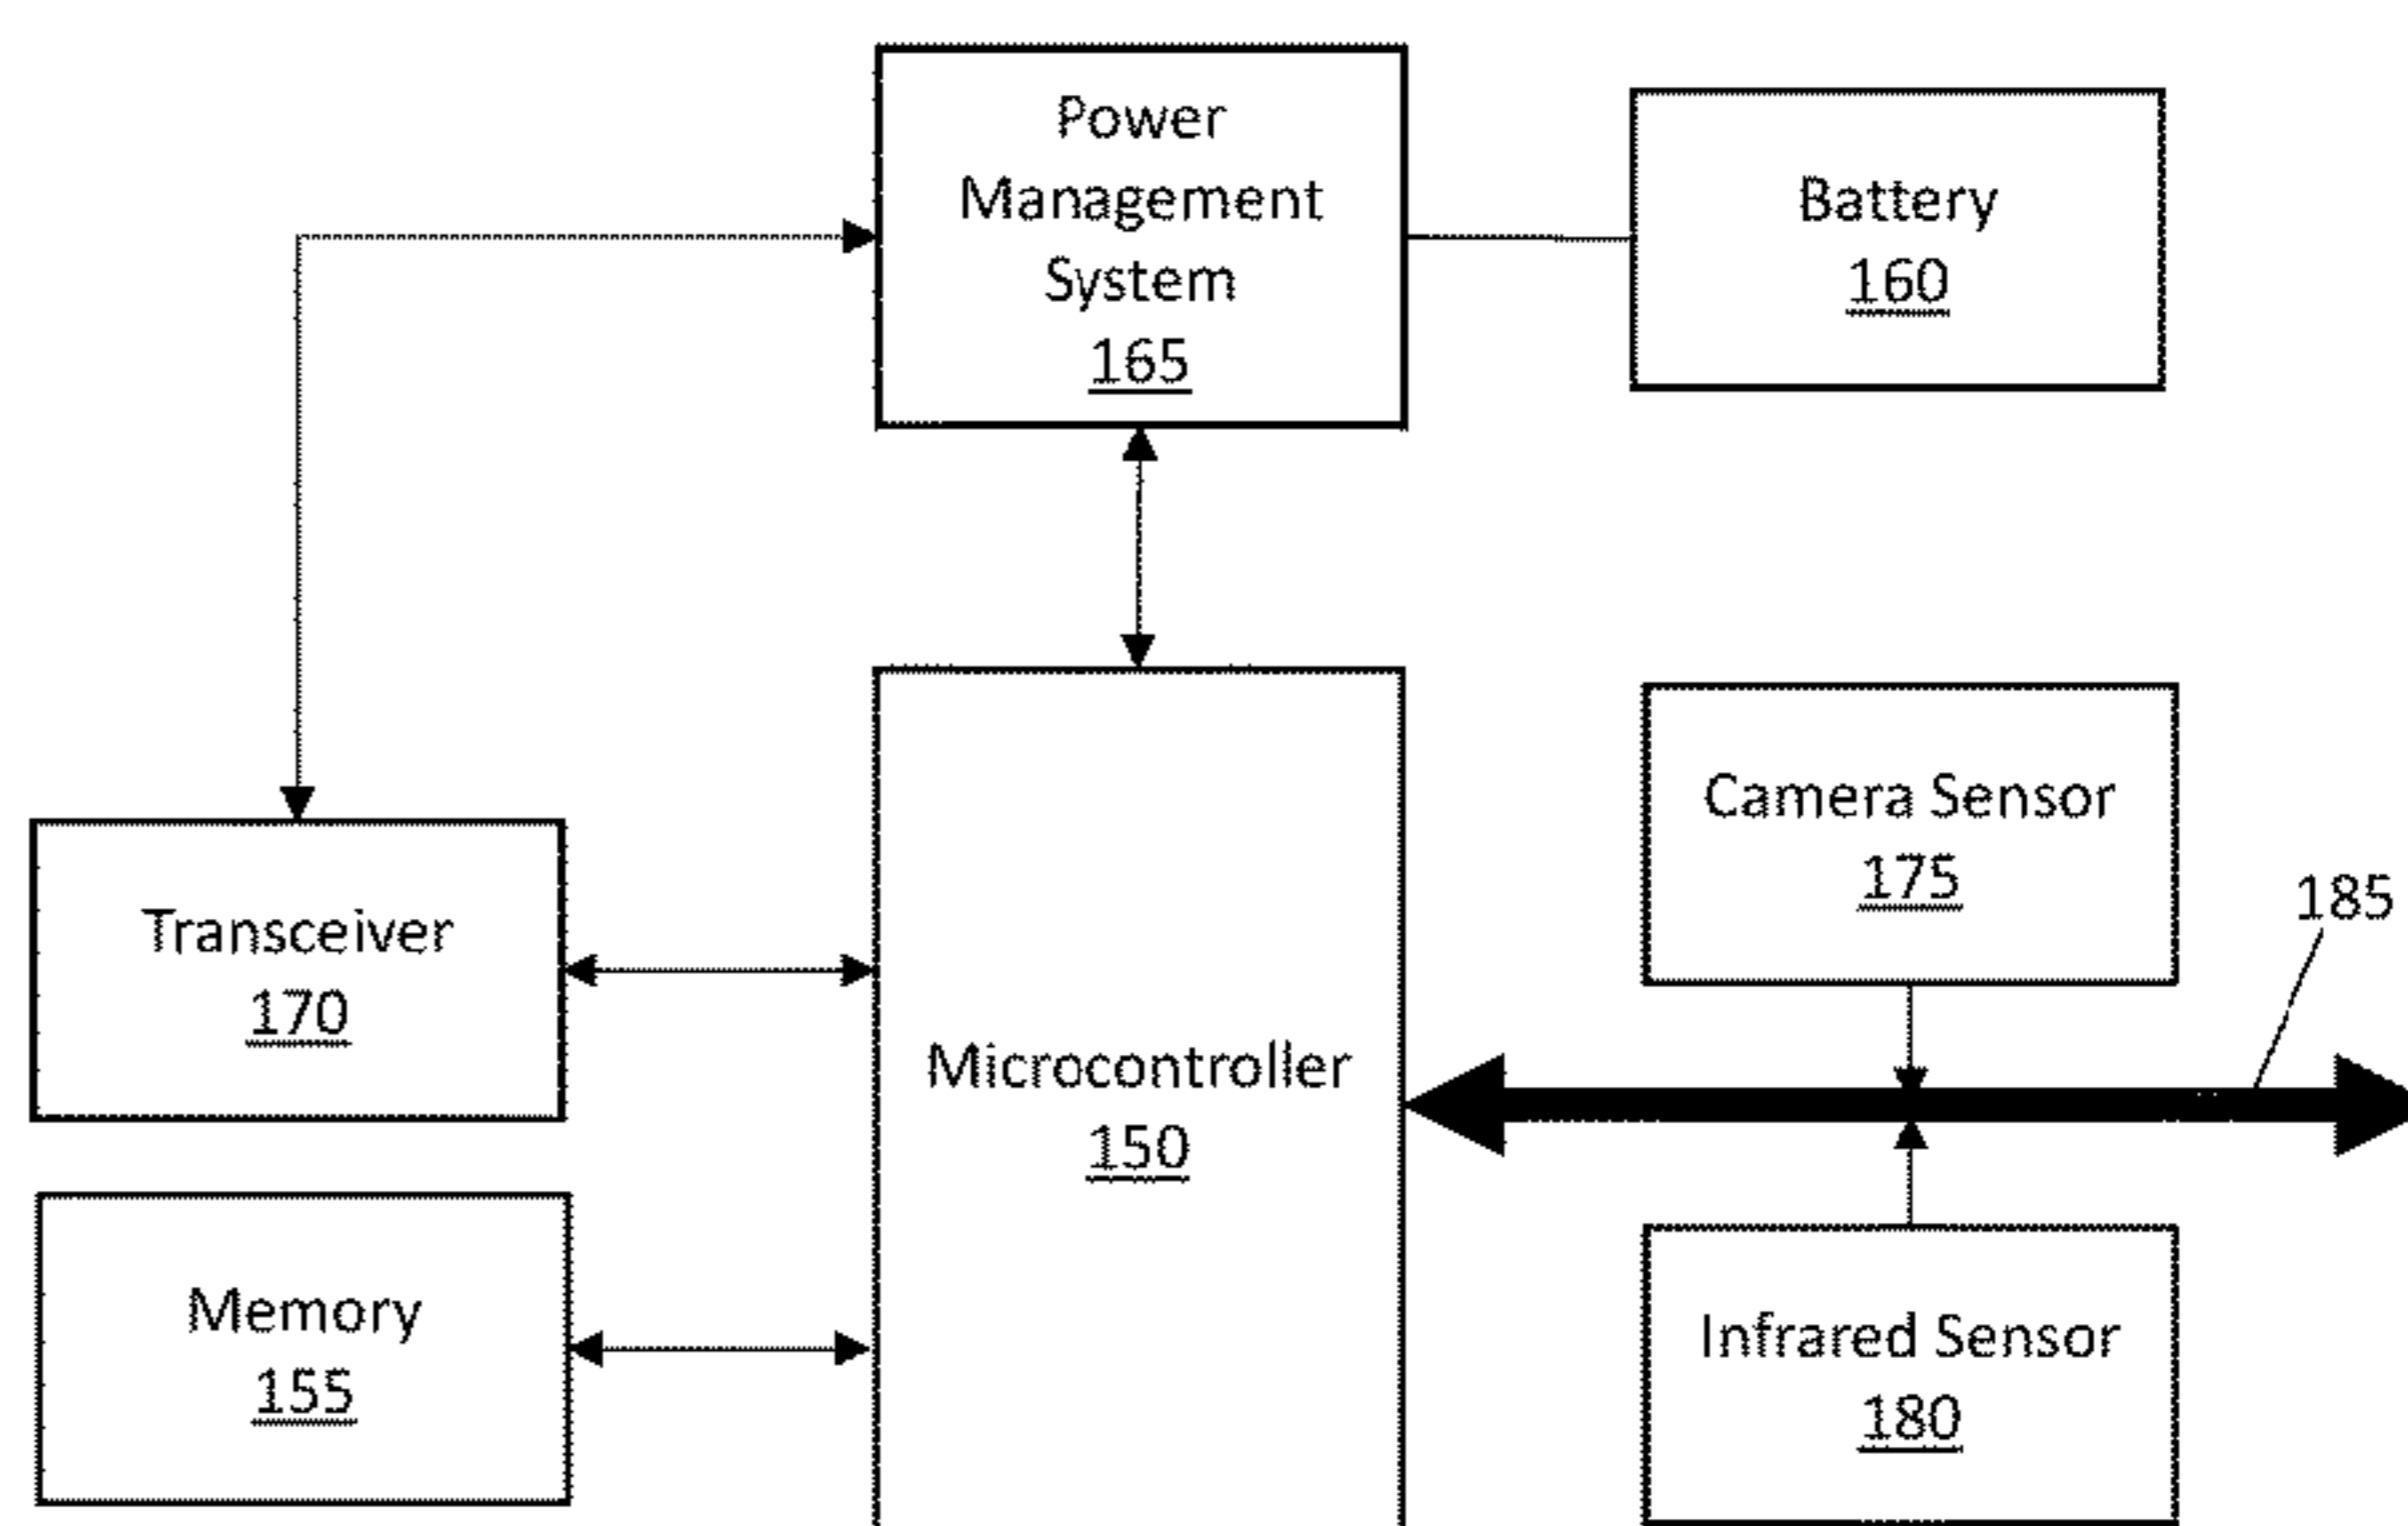 Power
Management
System
165
Battery
160
Camera Sensor
175
185
Transceiver
170
Microcontroller
150
Memory
155
Infrared Sensor
180